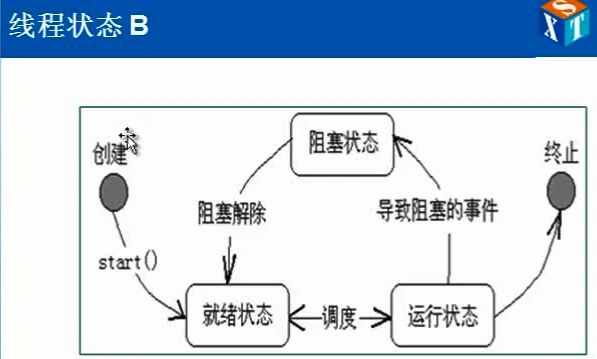 线程状态 B
S
X T
创建
阻塞状态
终止
阻塞解除
导致阻塞的事件
start()
就绪状态
调度
运行状态